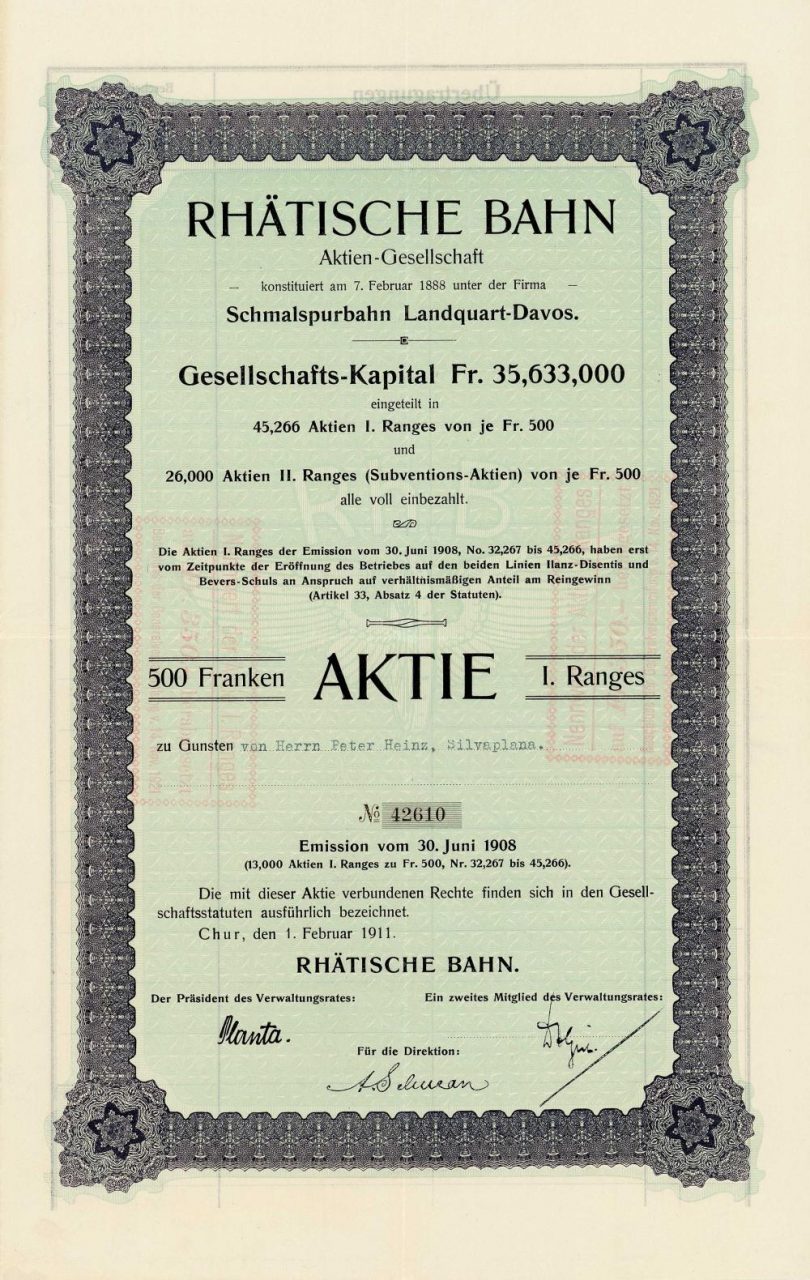 RHÄTISCHE BAHN
Aktien-Gesellschaft
— konstituiert am 7. Februar 1888 unter der Firma —
Schmalspurbahn Landquart-Davos.
Gesellschafts-Kapital Fr. 35,633,000
eingeteilt in
45,266 Aktien I. Ranges von je Fr. 500
und
26,000 Aktien II. Ranges (Subventions-Aktien) von je Fr. 500
alle voll einbezahlt.
Die Aktien I. Ranges der Emission vom 30. Juni 1908, No. 32,267 bis 45,266, haben erst
vom Zeitpunkte der Eröffnung des Betriebes auf den beiden Linien Ilanz-Disentis und
Bevers-Schuls an Anspruch auf verhältnismäßigen Anteil am Reingewinn
(Artikel 33, Absatz 4 der Statuten).
500 Franken AKTIE I. Ranges
zu Gunsten von Herrn Peter Heinz, Silvaplana.
№ 42610
Emission vom 30. Juni 1908
(13,000 Aktien I. Ranges zu Fr. 500, Nr. 32,267 bis 45,266).
Die mit dieser Aktie verbundenen Rechte finden sich in den Gesell-
schaftsstatuten ausführlich bezeichnet.
Chur, den 1. Februar 1911.
RHÄTISCHE BAHN.
Der Präsident des Verwaltungsrates: Ein zweites Mitglied des Verwaltungsrates:
Planta.
Für die Direktion:
Übertragungen